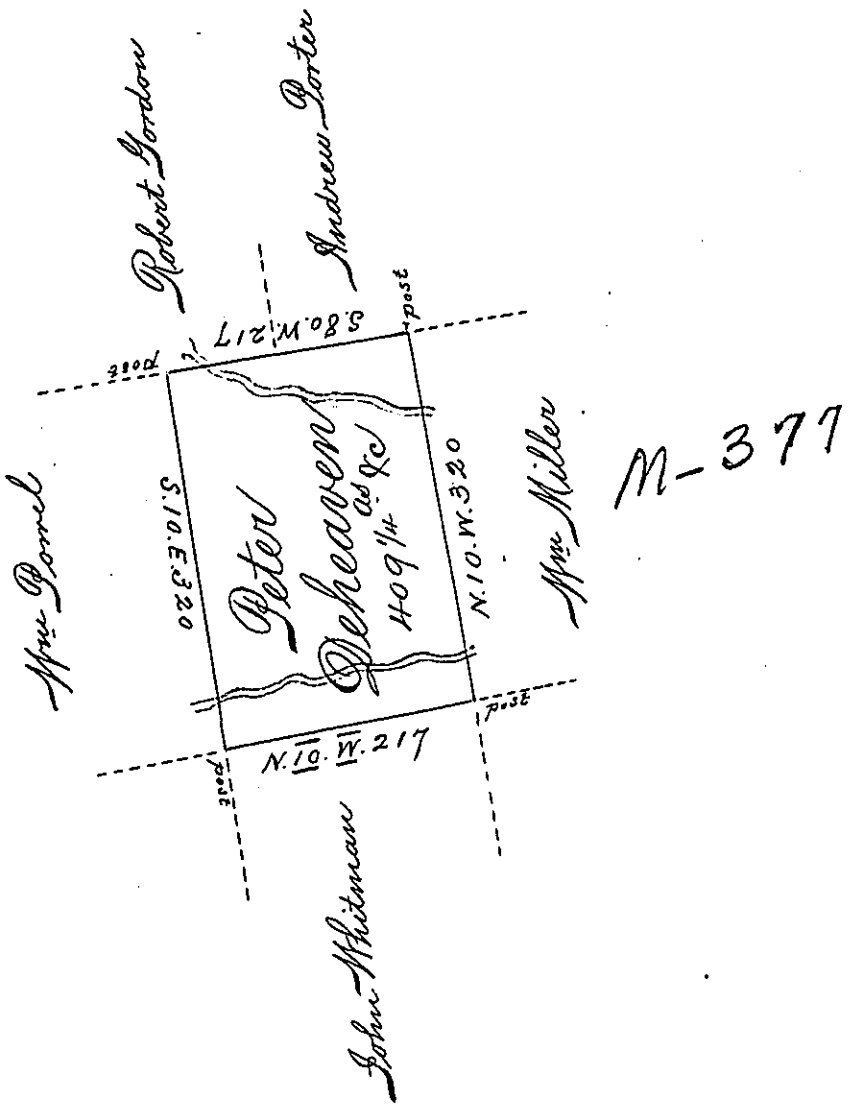 Wm Powel
Robert Gordon
Andrew Porter
post
S.10.E.320
S.80.W.217
post
Peter
Deheaven
409 1/4 as &c
post
N.10.W.217
N.10.W.320
post
John Whitman
Wm Miller
M-377